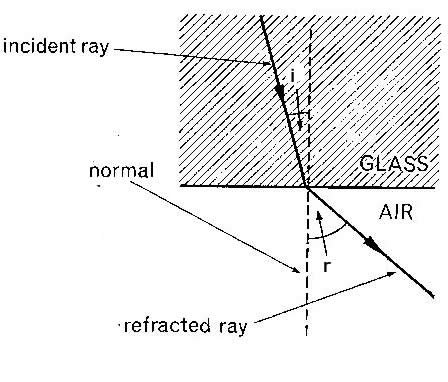 incident ray
i
GLASS
normal
AIR
r
refracted ray